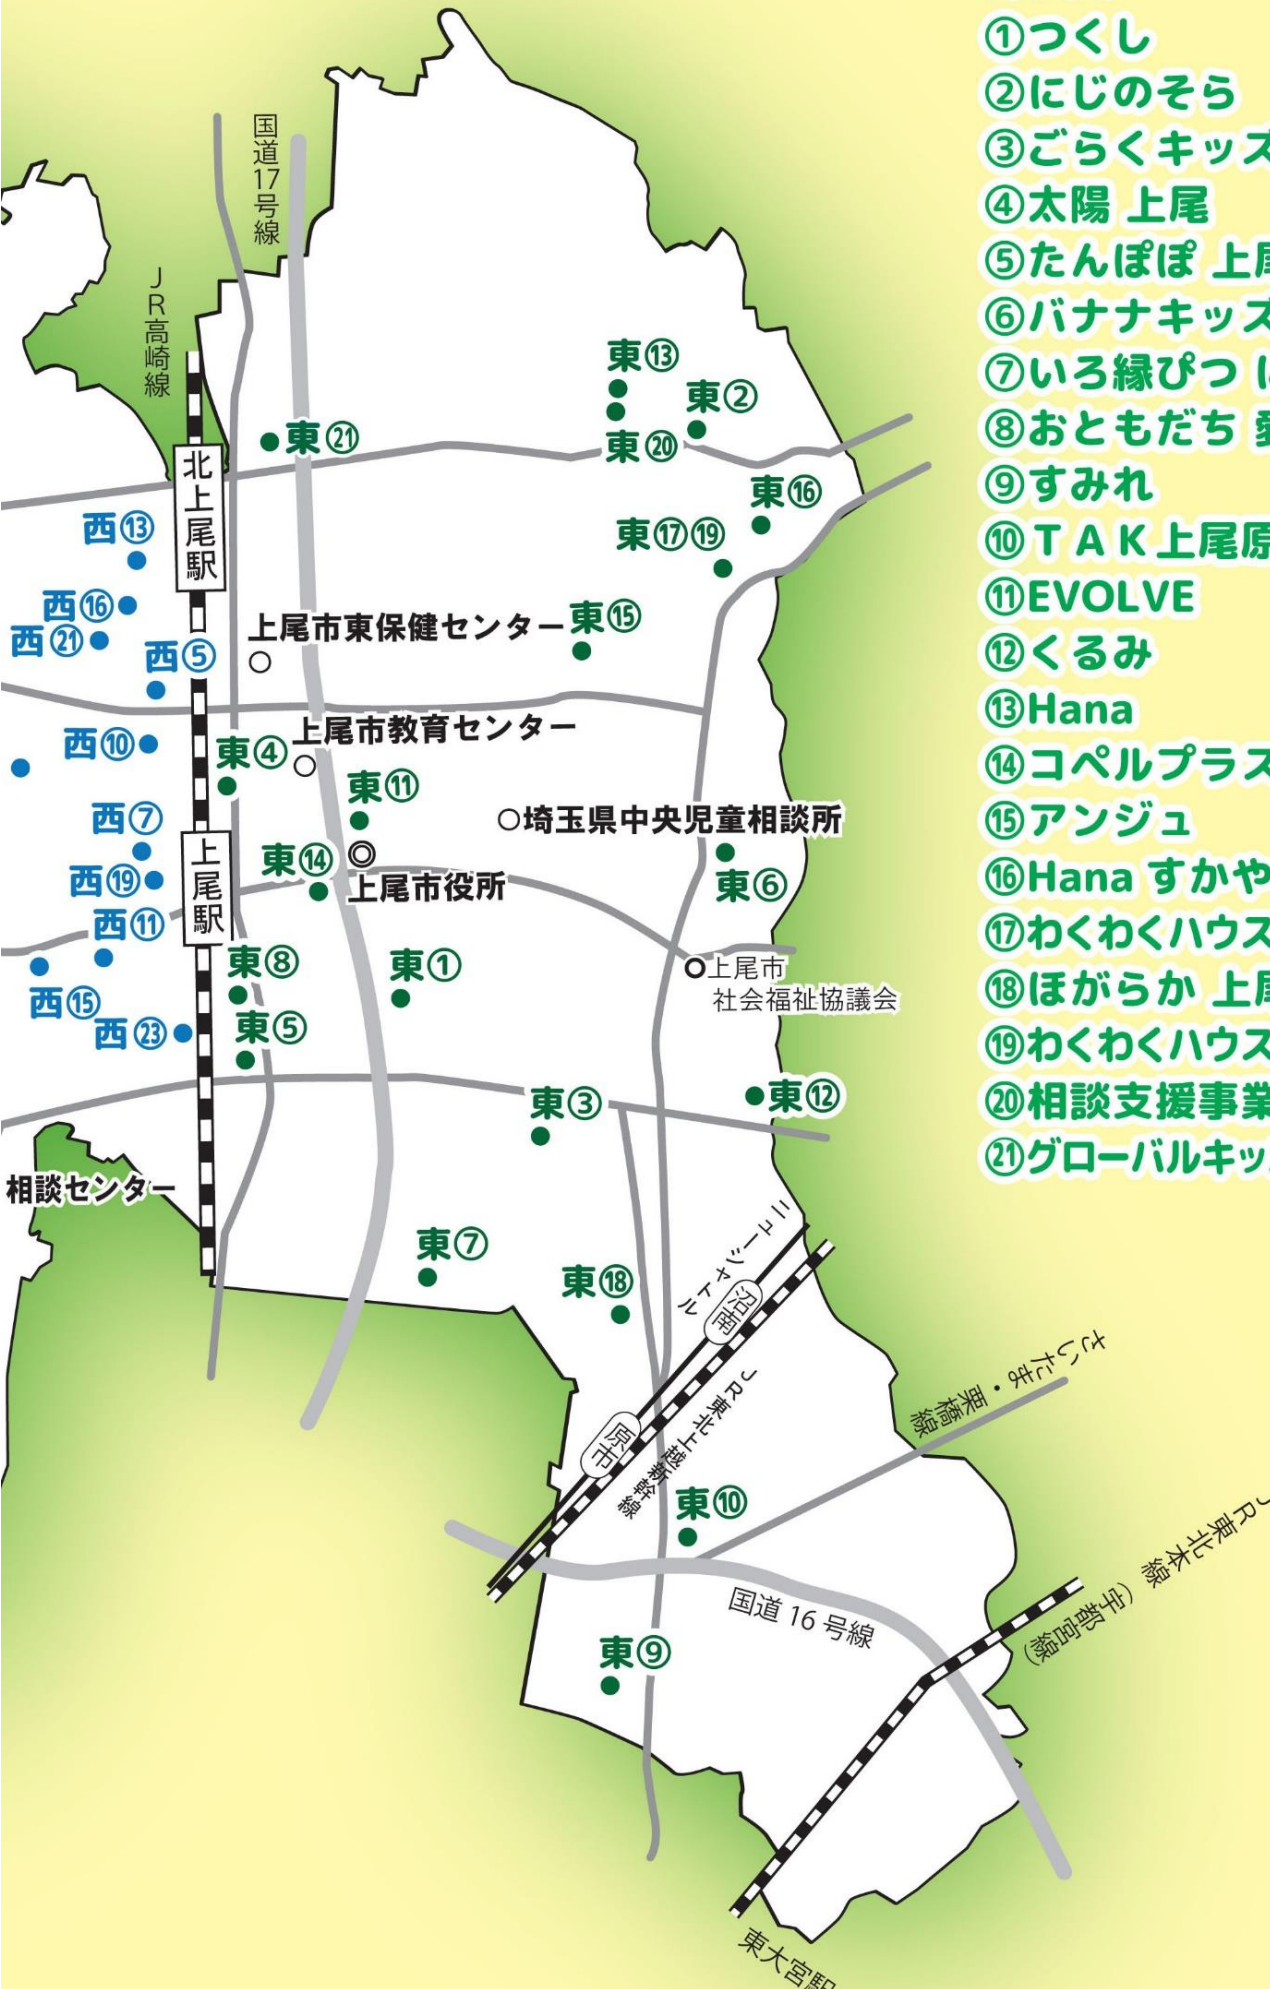 ①つくし
②にじのそら
③ごらくキッズ
④太陽 上尾
⑤たんぽぽ 上尾
⑥バナナキッズ
⑦いろ縁ぴつ
⑧おともだち
⑨すみれ
⑩ＴＡＫ上尾原
⑪EVOLVE
⑫くるみ
⑬Hana
⑭コペルプラス
⑮アンジュ
⑯Hana すかや
⑰わくわくハウス
⑱ほがらか 上尾
⑲わくわくハウス
⑳相談支援事業
㉑グローバルキッ
国道17号線
ＪＲ高崎線
東⑬
東②
東㉑
東⑳
北上尾駅
東⑯
西⑬
東⑰⑲
西⑯
上尾市東保健センター
東⑮
西㉑
西⑤
上尾市教育センター
西⑩
東④
東⑪
西⑦
埼玉県中央児童相談所
上尾駅
東⑭
西⑲
上尾市役所
東⑥
西⑪
東⑧
東①
上尾市
社会福祉協議会
西⑮
西㉓
東⑤
東③
東⑫
相談センター
東⑦
東⑱
ニューシャトル
沼南
原市
ＪＲ東北上越新幹線
さいたま・栗橋線
東⑩
ＪＲ東北本線（宇都宮線）
国道 16 号線
東⑨
東大宮駅